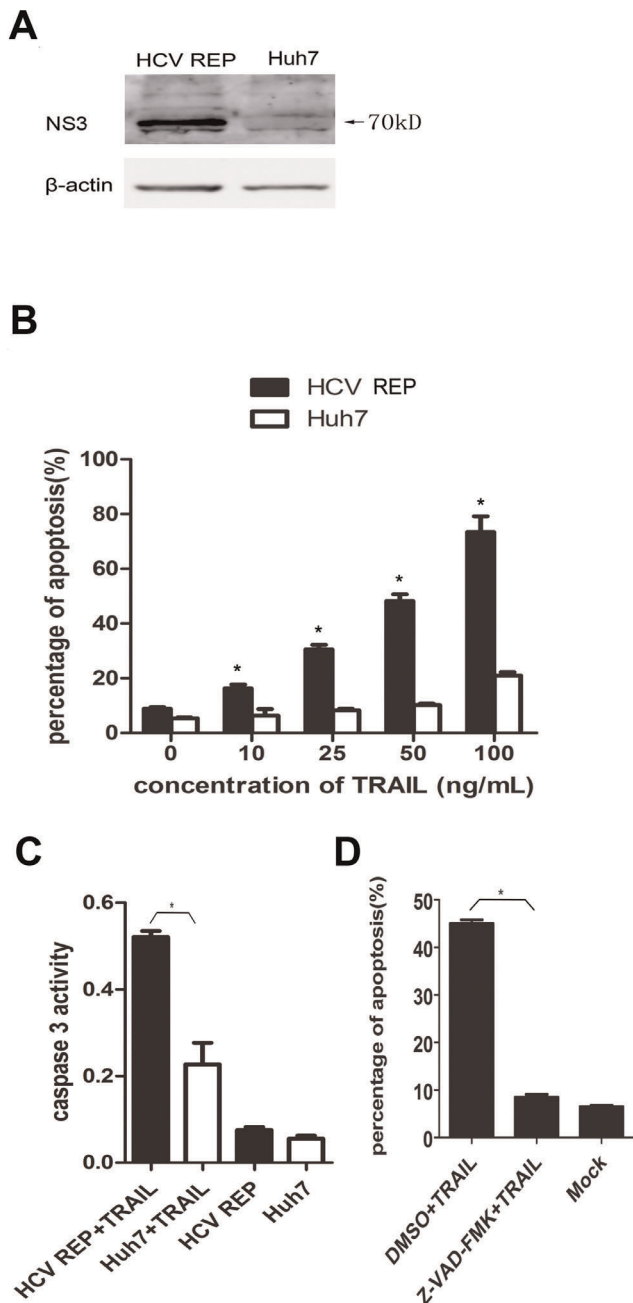 A
HCV REP Huh7
NS3
←70kD
β-actin
B
HCV REP
Huh7
percentage of apoptosis(%)
100
80
60
40
20
0
* * * *
0 10 25 50 100
concentration of TRAIL (ng/mL)
C
caspase 3 activity
0.6
0.4
0.2
0.0
*
HCV REP+TRAIL
Huh7+TRAIL
HCV REP
Huh7
D
percentage of apoptosis(%)
50
40
30
20
10
0
*
DMSO+TRAIL
Z-VAD-FMK+TRAIL
Mock